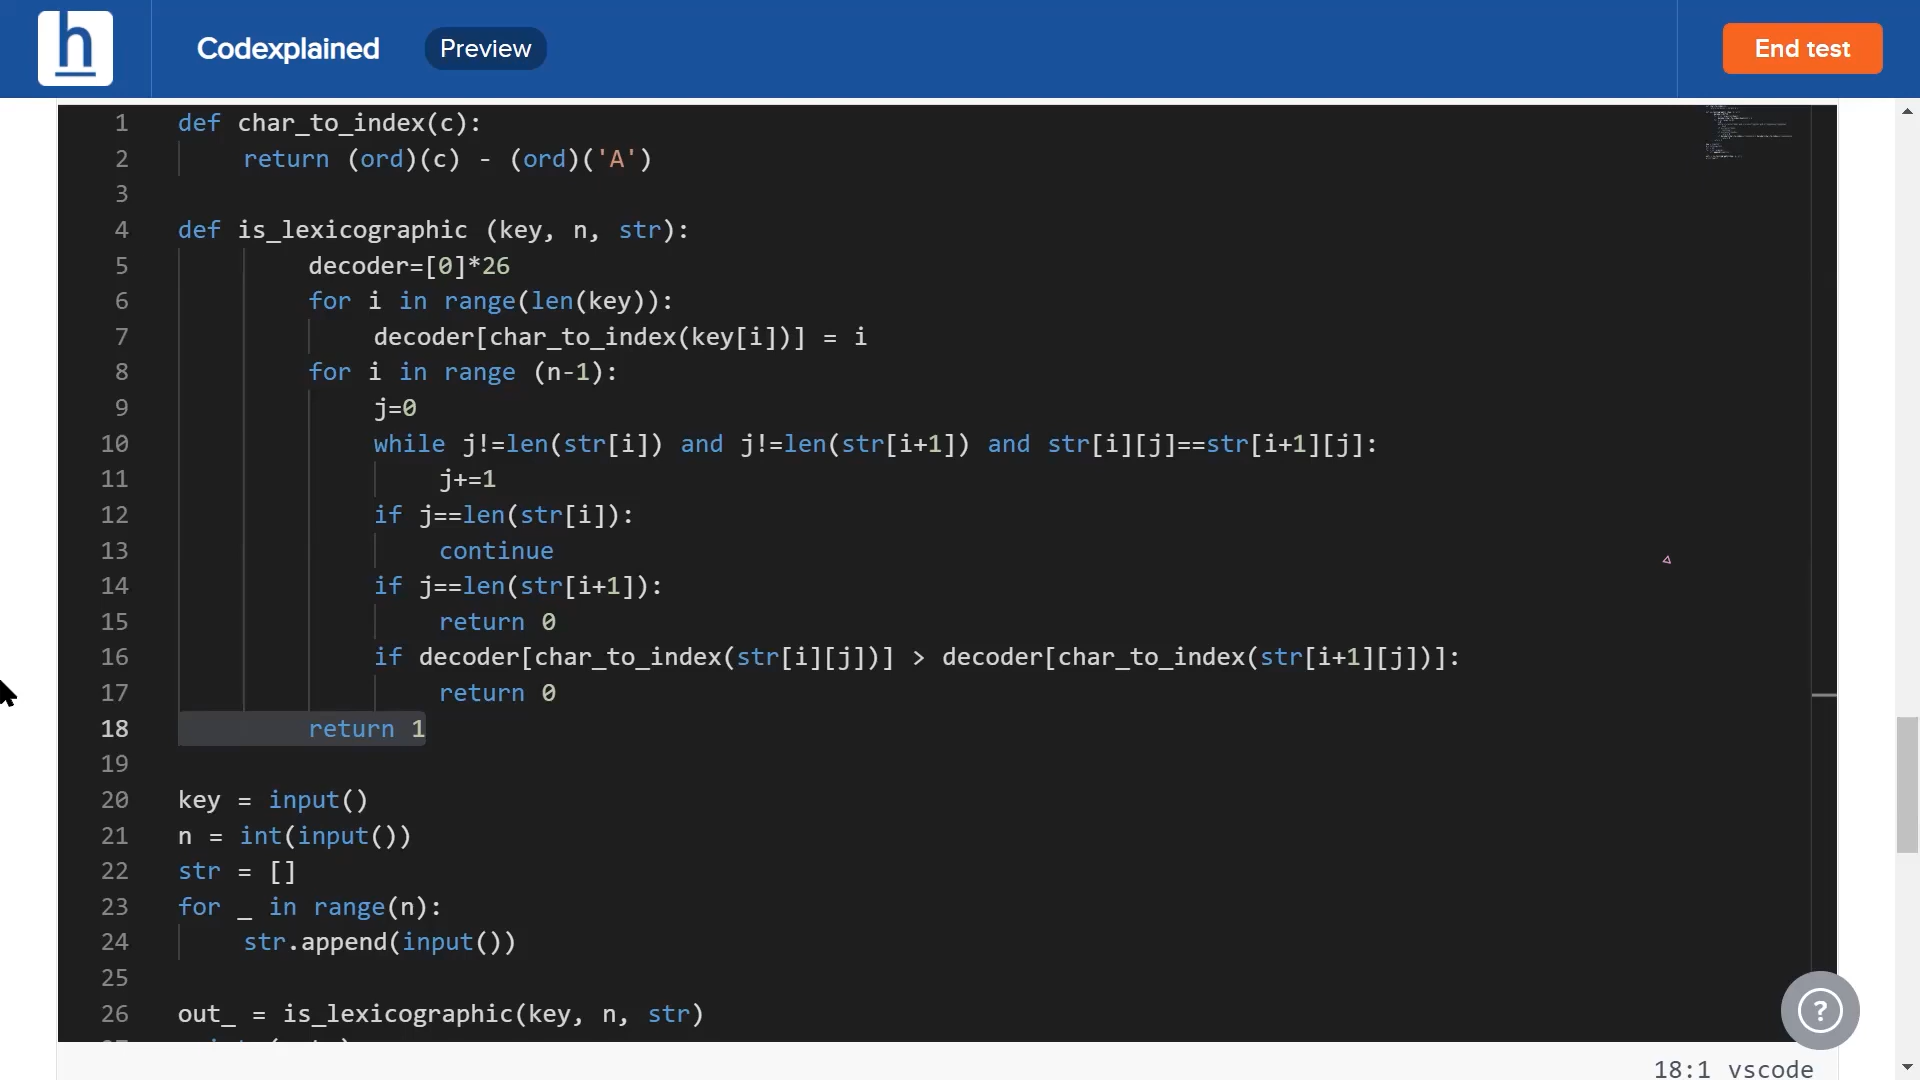 h Codexplained Preview End test
1 def char_to_index(c):
2 return (ord)(c) - (ord)('A')
3
4 def is_lexicographic (key, n, str):
5 decoder=[0]*26
6 for i in range(len(key)):
7 decoder[char_to_index(key[i])] = i
8 for i in range (n-1):
9 j=0
10 while j!=len(str[i]) and j!=len(str[i+1]) and str[i][j]==str[i+1][j]:
11 j+=1
12 if j==len(str[i]):
13 continue
14 if j==len(str[i+1]):
15 return 0
16 if decoder[char_to_index(str[i][j])] > decoder[char_to_index(str[i+1][j])]:
17 return 0
18 return 1
19
20 key = input()
21 n = int(input())
22 str = []
23 for _ in range(n):
24 str.append(input())
25
26 out_ = is_lexicographic(key, n, str)
?
18:1 vscode